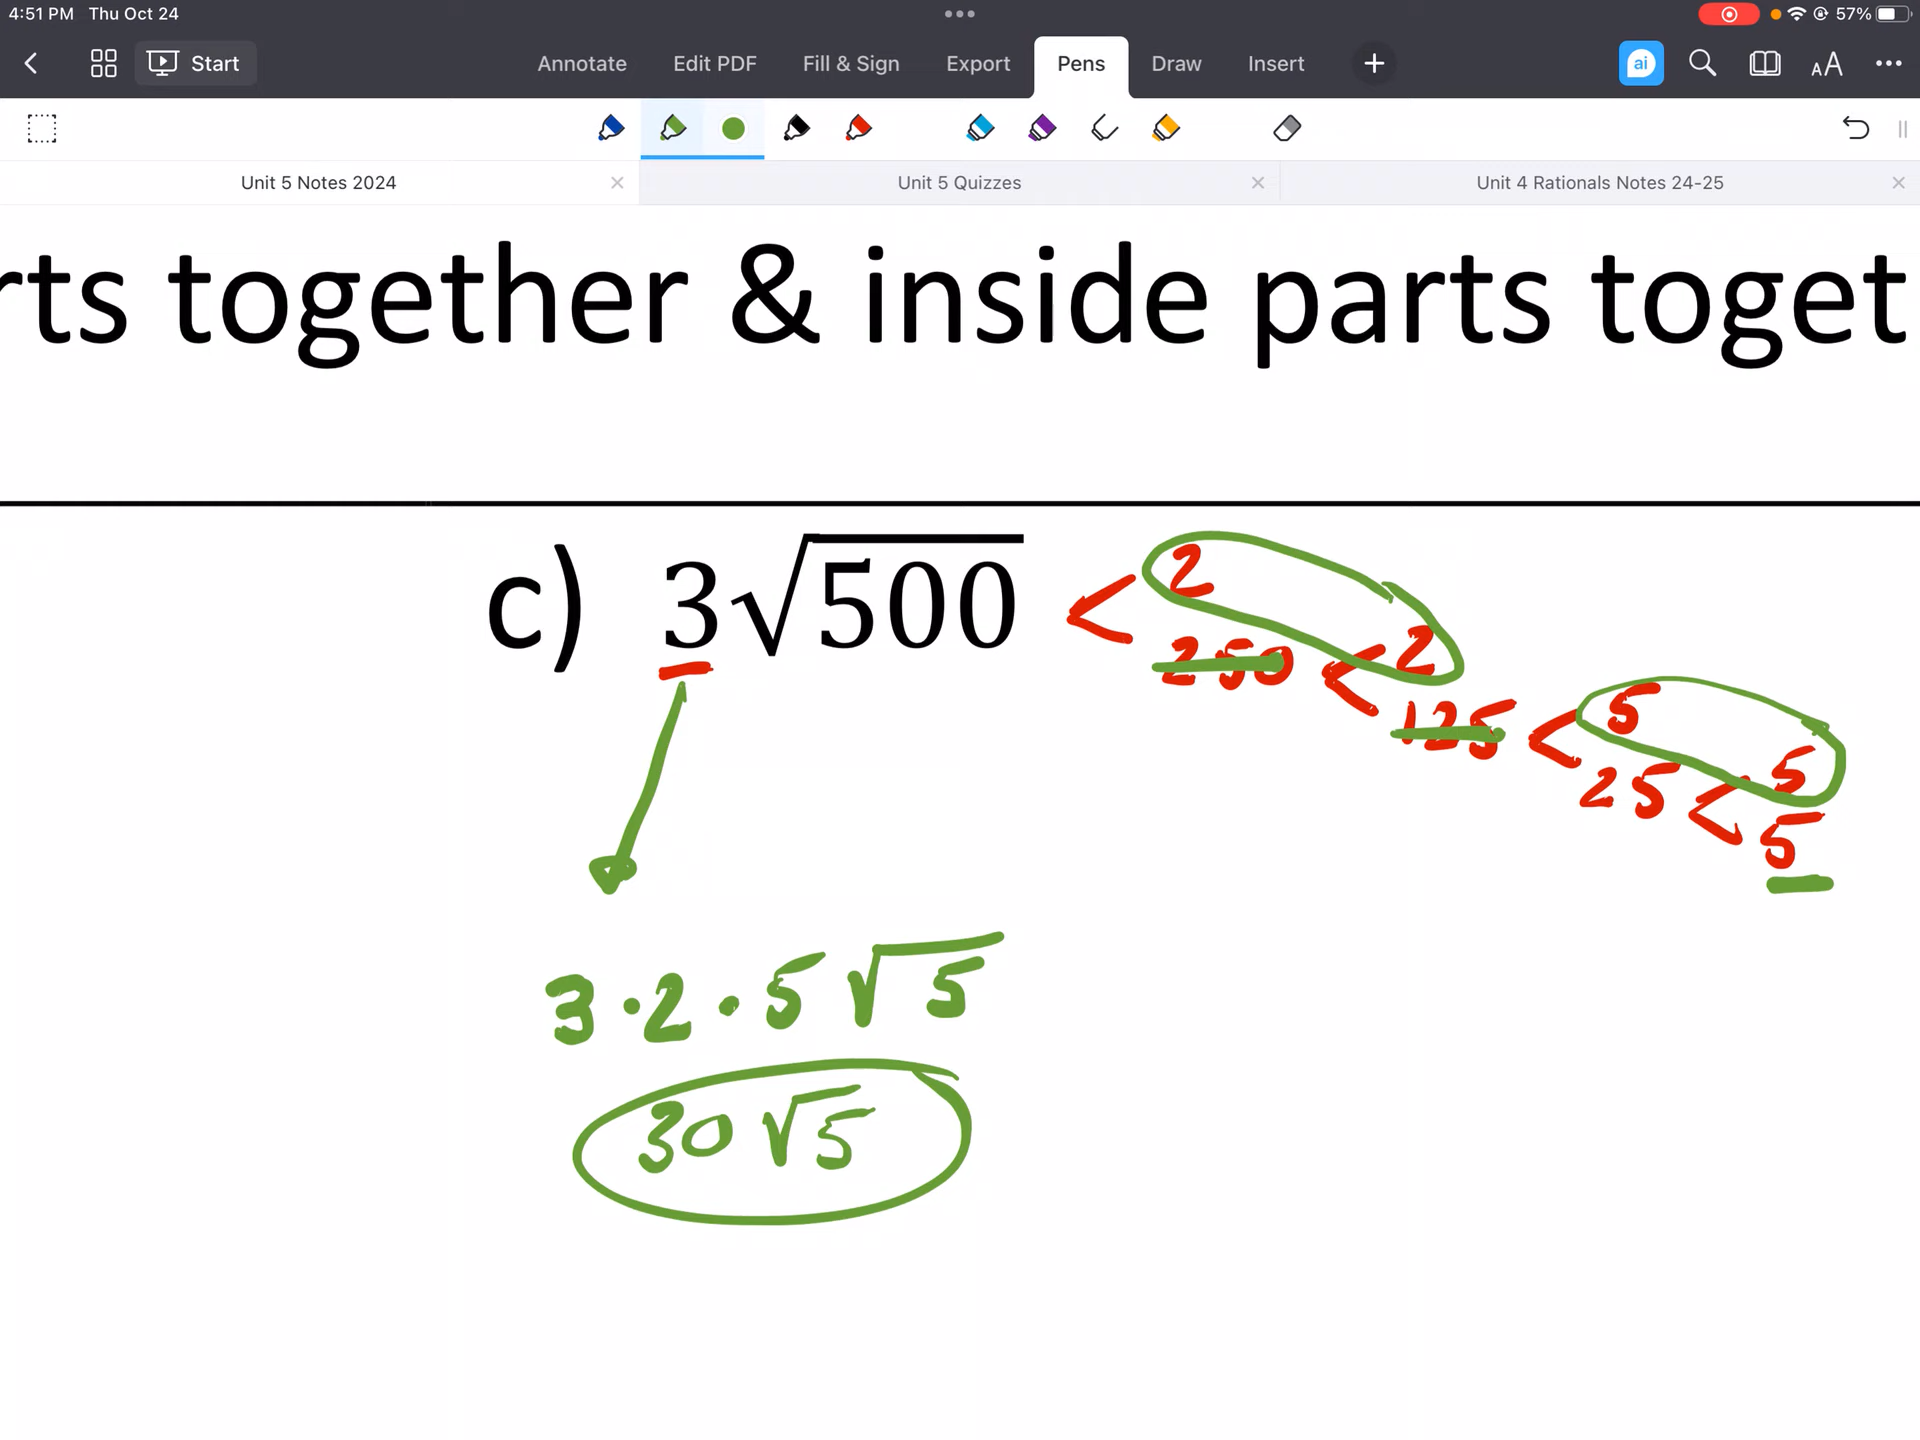 4:51 PM Thu Oct 24 57%
Start Annotate Edit PDF Fill & Sign Export Pens Draw Insert ai AA
Unit 5 Notes 2024 Unit 5 Quizzes Unit 4 Rationals Notes 24-25
rts together & inside parts toget
c) 3√500 < 2
250 < 2
125 < 5
25 < 5
5
3·2·5√5
30√5